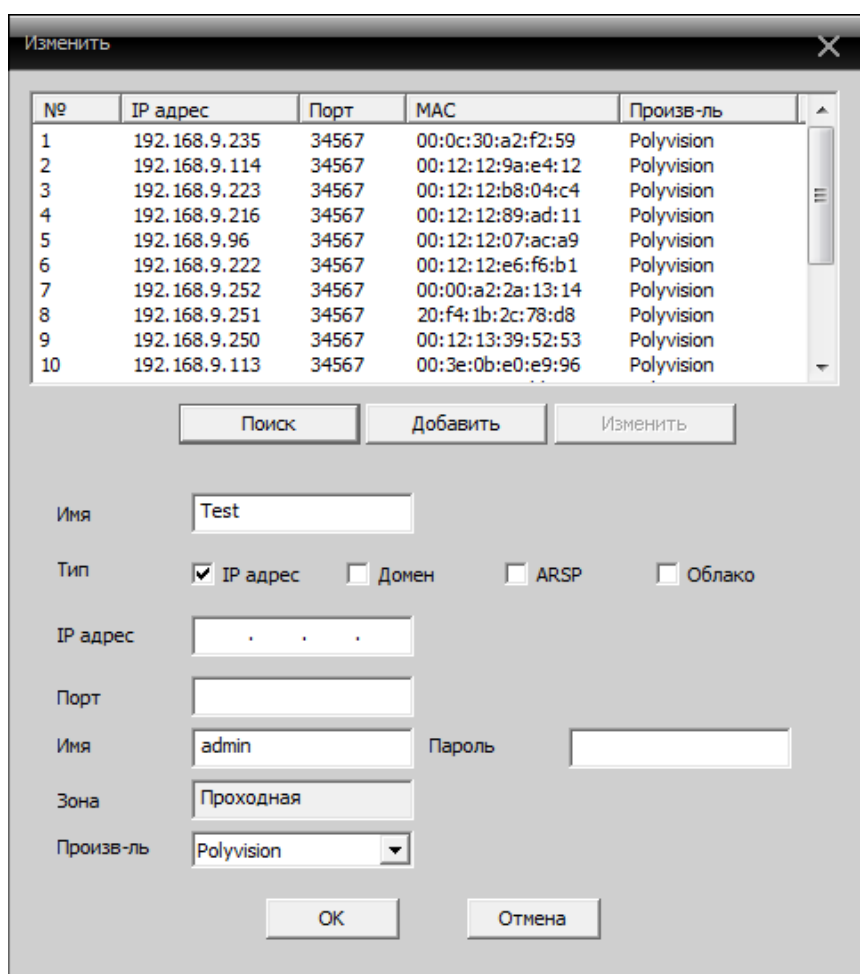 Изменить
№ IP адрес Порт MAC Произв-ль
1 192.168.9.235 34567 00:0c:30:a2:f2:59 Polyvision
2 192.168.9.114 34567 00:12:12:9a:e4:12 Polyvision
3 192.168.9.223 34567 00:12:12:b8:04:c4 Polyvision
4 192.168.9.216 34567 00:12:12:89:ad:11 Polyvision
5 192.168.9.96 34567 00:12:12:07:ac:a9 Polyvision
6 192.168.9.222 34567 00:12:12:e6:f6:b1 Polyvision
7 192.168.9.252 34567 00:00:a2:2a:13:14 Polyvision
8 192.168.9.251 34567 20:f4:1b:2c:78:d8 Polyvision
9 192.168.9.250 34567 00:12:13:39:52:53 Polyvision
10 192.168.9.113 34567 00:3e:0b:e0:e9:96 Polyvision
Поиск Добавить Изменить
Имя Test
Тип IP адрес Домен ARSP Облако
IP адрес . . .
Порт
Имя admin Пароль
Зона Проходная
Произв-ль Polyvision
OK Отмена